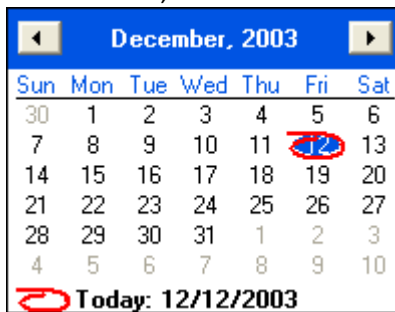 December, 2003
Sun Mon Tue Wed Thu Fri Sat
30 1 2 3 4 5 6
7 8 9 10 11 12 13
14 15 16 17 18 19 20
21 22 23 24 25 26 27
28 29 30 31 1 2 3
4 5 6 7 8 9 10
Today: 12/12/2003